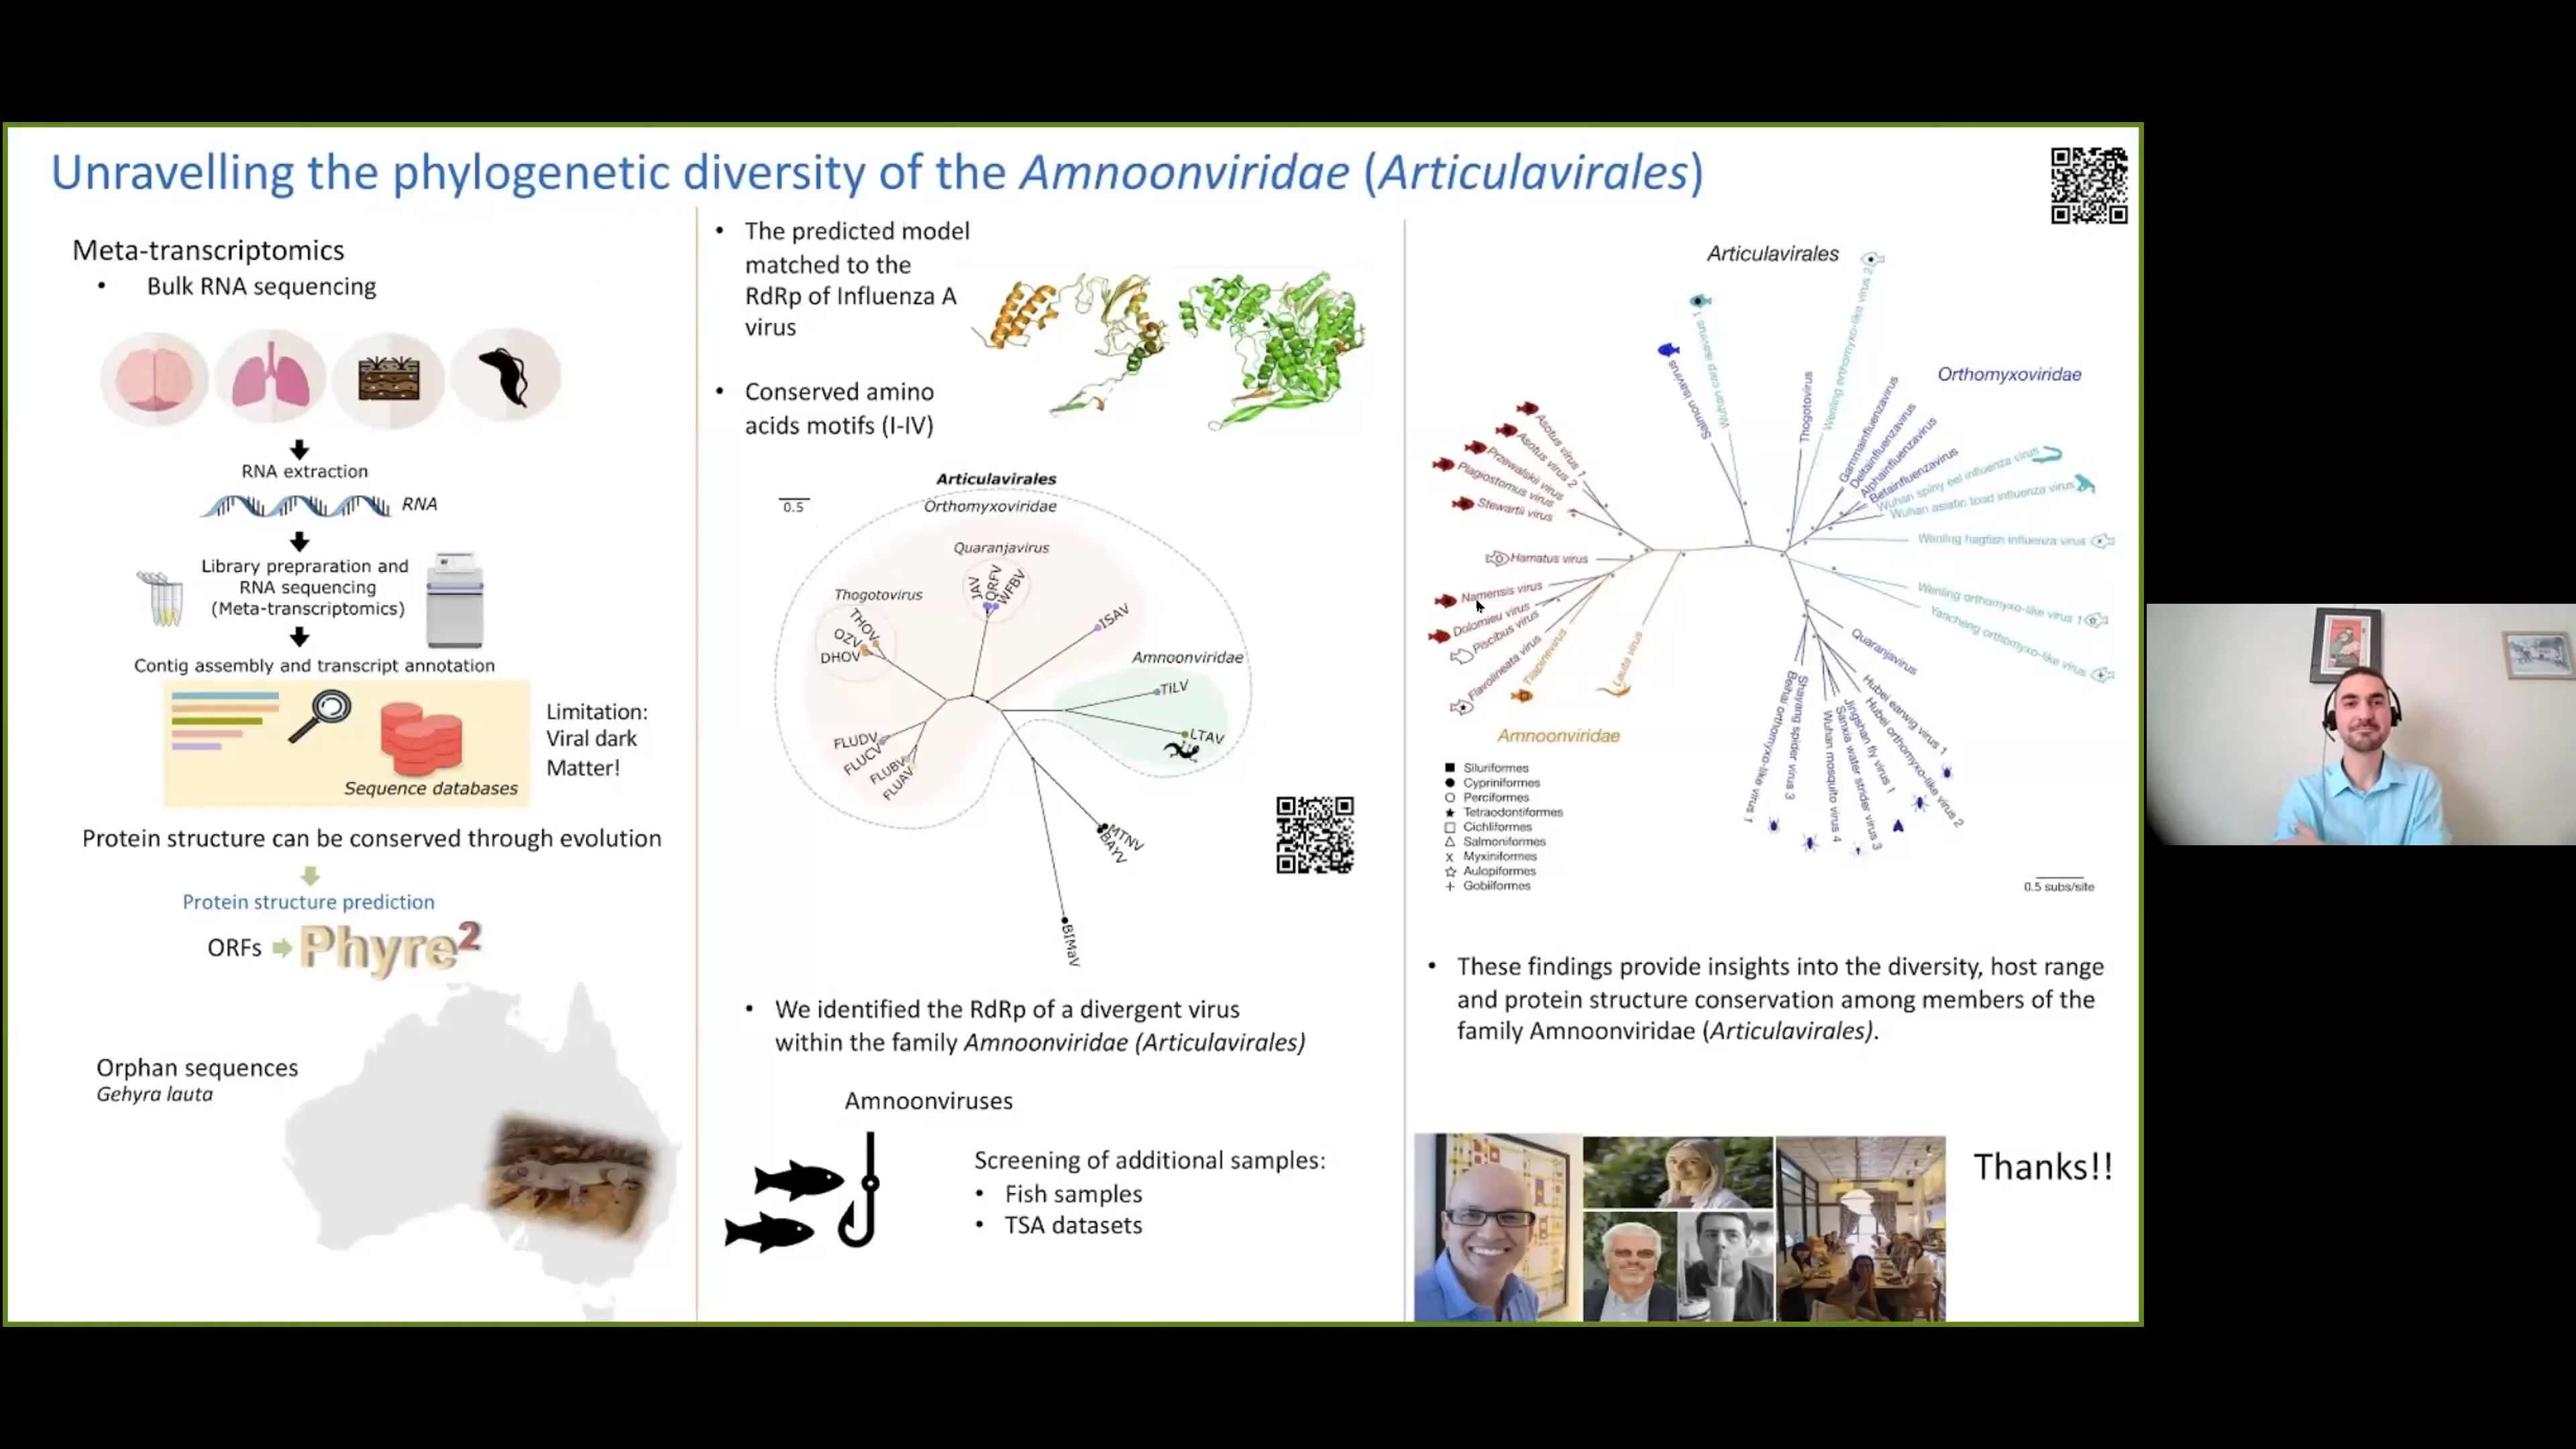 Unravelling the phylogenetic diversity of the Amnoonviridae (Articulavirales)
Meta-transcriptomics
• Bulk RNA sequencing
RNA extraction
RNA
Library prepraration and
RNA sequencing
(Meta-transcriptomics)
Contig assembly and transcript annotation
Sequence databases
Limitation:
Viral dark
Matter!
Protein structure can be conserved through evolution
Protein structure prediction
ORFs
Phyre2
Orphan sequences
Gehyra lauta
• The predicted model
matched to the
RdRp of Influenza A
virus
• Conserved amino
acids motifs (I-IV)
Articulavirales
0.5
Orthomyxoviridae
Quaranjavirus
JAV
QRFV
WFBV
Thogotovirus
THOV
OZV
DHOV
ISAV
Amnoonviridae
TiLV
LTAV
FLUDV
FLUCV
FLUBV
FLUAV
MTNV
BAYV
BIMaV
• We identified the RdRp of a divergent virus
within the family Amnoonviridae (Articulavirales)
Amnoonviruses
Screening of additional samples:
• Fish samples
• TSA datasets
Articulavirales
Orthomyxoviridae
Salmon isavirus
Wuhan carp isavirus 1
Thogotovirus
Wenling orthomyxo-like virus 2
Gammainfluenzavirus
Deltainfluenzavirus
Alphainfluenzavirus
Betainfluenzavirus
Wuhan spiny eel influenza virus
Wuhan asiatic toad influenza virus
Wenling hagfish influenza virus
Wenling orthomyxo-like virus 1
Yancheng orthomyxo-like virus
Quaranjavirus
Hubei earwig virus 1
Hubei orthomyxo-like virus 2
Jingshan fly virus 1
Sanxia water strider virus 3
Wuhan mosquito virus 4
Shayang spider virus 3
Beihai orthomyxo-like virus 1
Asotus virus 1
Asotus virus 2
Przewalskii virus
Plagiostomus virus
Stewartii virus
Hamatus virus
Namensis virus
Dolomieu virus
Piscibus virus
Flavolineata virus
Tilapinevirus
Lauta virus
Amnoonviridae
Siluriformes
Cypriniformes
Perciformes
Tetraodontiformes
Cichliformes
Salmoniformes
Myxiniformes
Aulopiformes
Gobiiformes
0.5 subs/site
• These findings provide insights into the diversity, host range
and protein structure conservation among members of the
family Amnoonviridae (Articulavirales).
Thanks!!